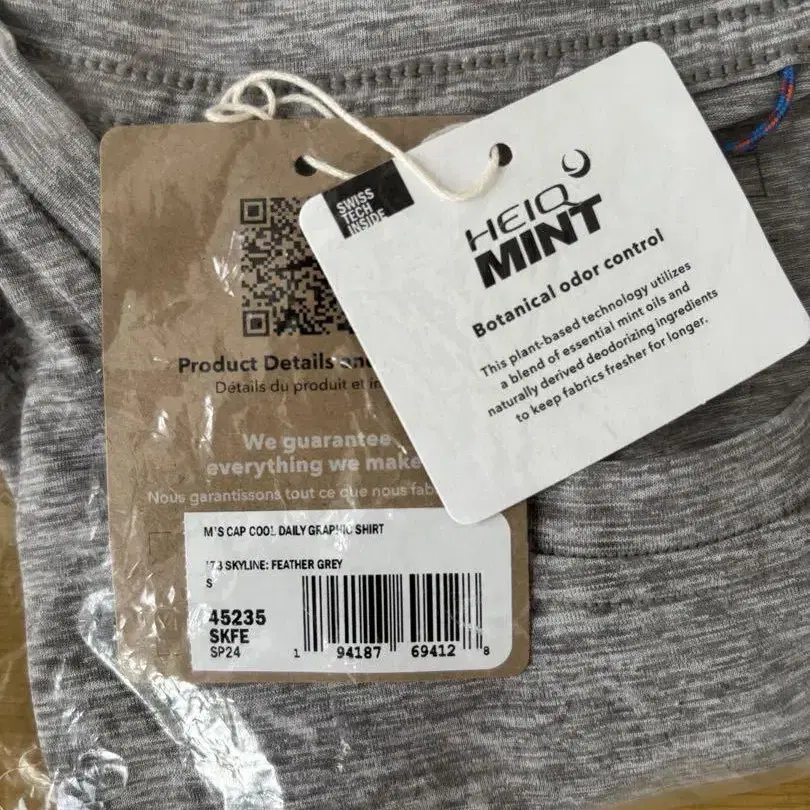 SWISS
TECH
INSIDE
HEIQ
MINT
Botanical odor control
This plant-based technology utilizes
a blend of essential mint oils and
naturally derived deodorizing ingredients
to keep fabrics fresher for longer.
Product Details
Détails du produit et
We guarantee
everything we make
Nous garantissons tout ce que nous
M'S CAP COOL DAILY GRAPHIC SHIRT
'73 SKYLINE: FEATHER GREY
S
45235
SKFE
SP24
1 94187 69412 8